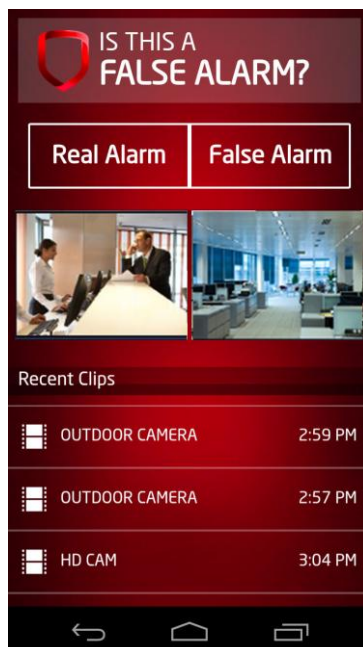 IS THIS A
FALSE ALARM?
Real Alarm
False Alarm
Recent Clips
OUTDOOR CAMERA 2:59 PM
OUTDOOR CAMERA 2:57 PM
HD CAM 3:04 PM